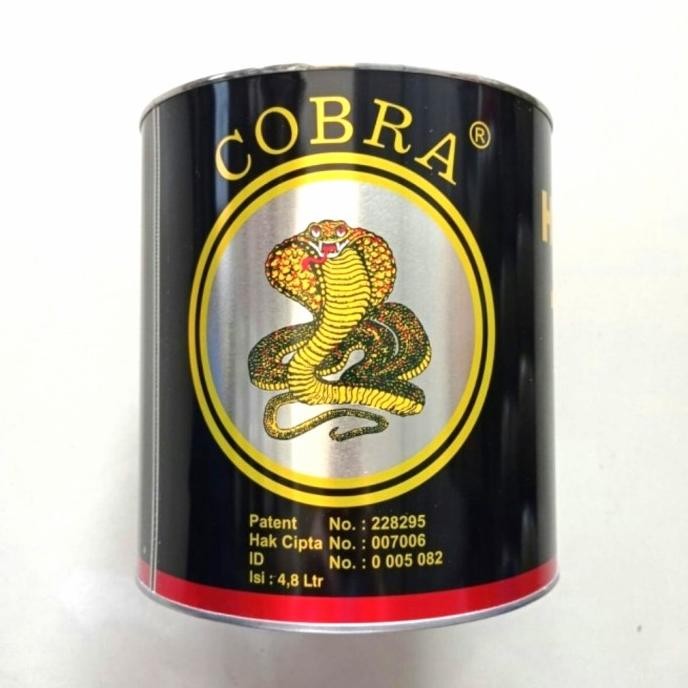 COBRA®
Patent No. : 228295
Hak Cipta No. : 007006
ID No. : 0 005 082
Isi : 4,8 Ltr